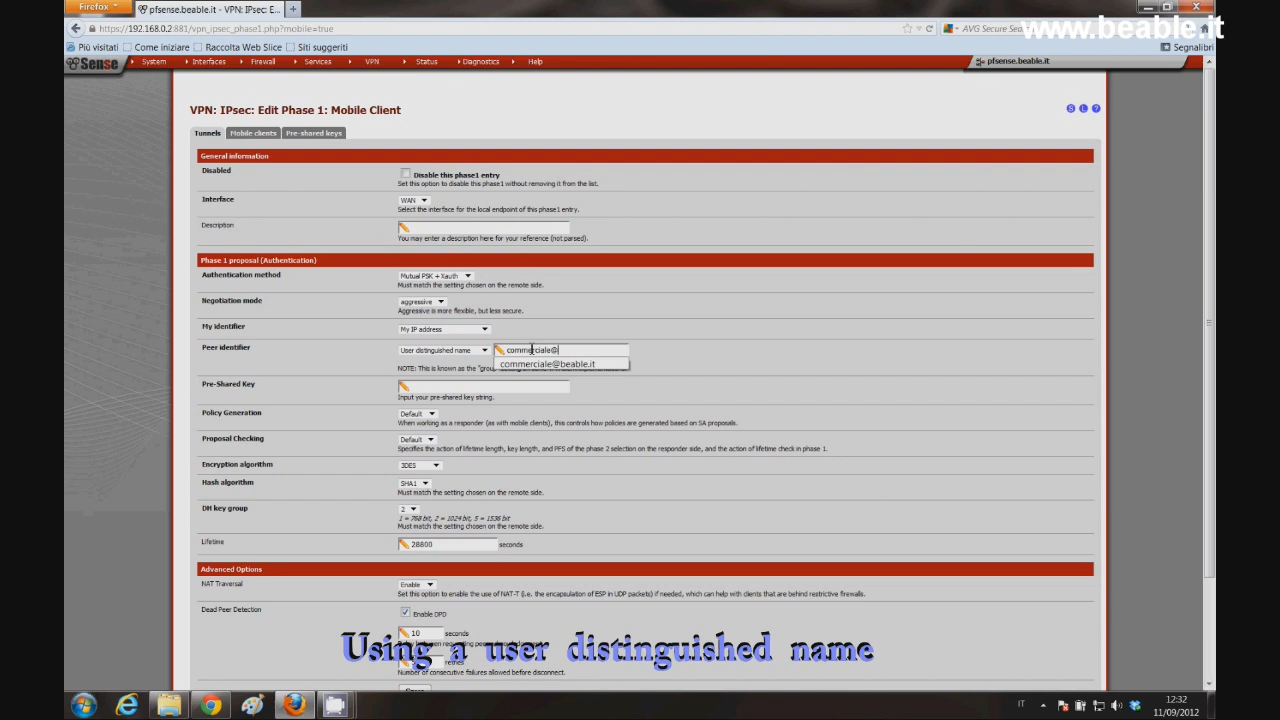 Firefox
pfsense.beable.it - VPN: IPsec: E...
www.beable.it
https://192.168.0.2:881/vpn_ipsec_phase1.php?mobile=true
AVG Secure Sea
Più visitati
Come iniziare
Raccolta Web Slice
Siti suggeriti
Segnalibri
Sense
System
Interfaces
Firewall
Services
VPN
Status
Diagnostics
Help
pfsense.beable.it
VPN: IPsec: Edit Phase 1: Mobile Client
S L ?
Tunnels
Mobile clients
Pre-shared keys
General information
Disabled
Disable this phase1 entry
Set this option to disable this phase1 without removing it from the list.
Interface
WAN
Select the interface for the local endpoint of this phase1 entry.
Description
You may enter a description here for your reference (not parsed).
Phase 1 proposal (Authentication)
Authentication method
Mutual PSK + Xauth
Must match the setting chosen on the remote side.
Negotiation mode
aggressive
Aggressive is more flexible, but less secure.
My identifier
My IP address
Peer identifier
User distinguished name
commerciale@
commerciale@beable.it
NOTE: This is known as the "group"
Pre-Shared Key
Input your pre-shared key string.
Policy Generation
Default
When working as a responder (as with mobile clients), this controls how policies are generated based on SA proposals.
Proposal Checking
Default
Specifies the action of lifetime length, key length, and PFS of the phase 2 selection on the responder side, and the action of lifetime check in phase 1.
Encryption algorithm
3DES
Hash algorithm
SHA1
Must match the setting chosen on the remote side.
DH key group
2
1 = 768 bit, 2 = 1024 bit, 5 = 1536 bit
Must match the setting chosen on the remote side.
Lifetime
28800
seconds
Advanced Options
NAT Traversal
Enable
Set this option to enable the use of NAT-T (i.e. the encapsulation of ESP in UDP packets) if needed, which can help with clients that are behind restrictive firewalls.
Dead Peer Detection
Enable DPD
10
seconds
Using a user distinguished name
retries
Number of consecutive failures allowed before disconnect.
IT
12:32
11/09/2012